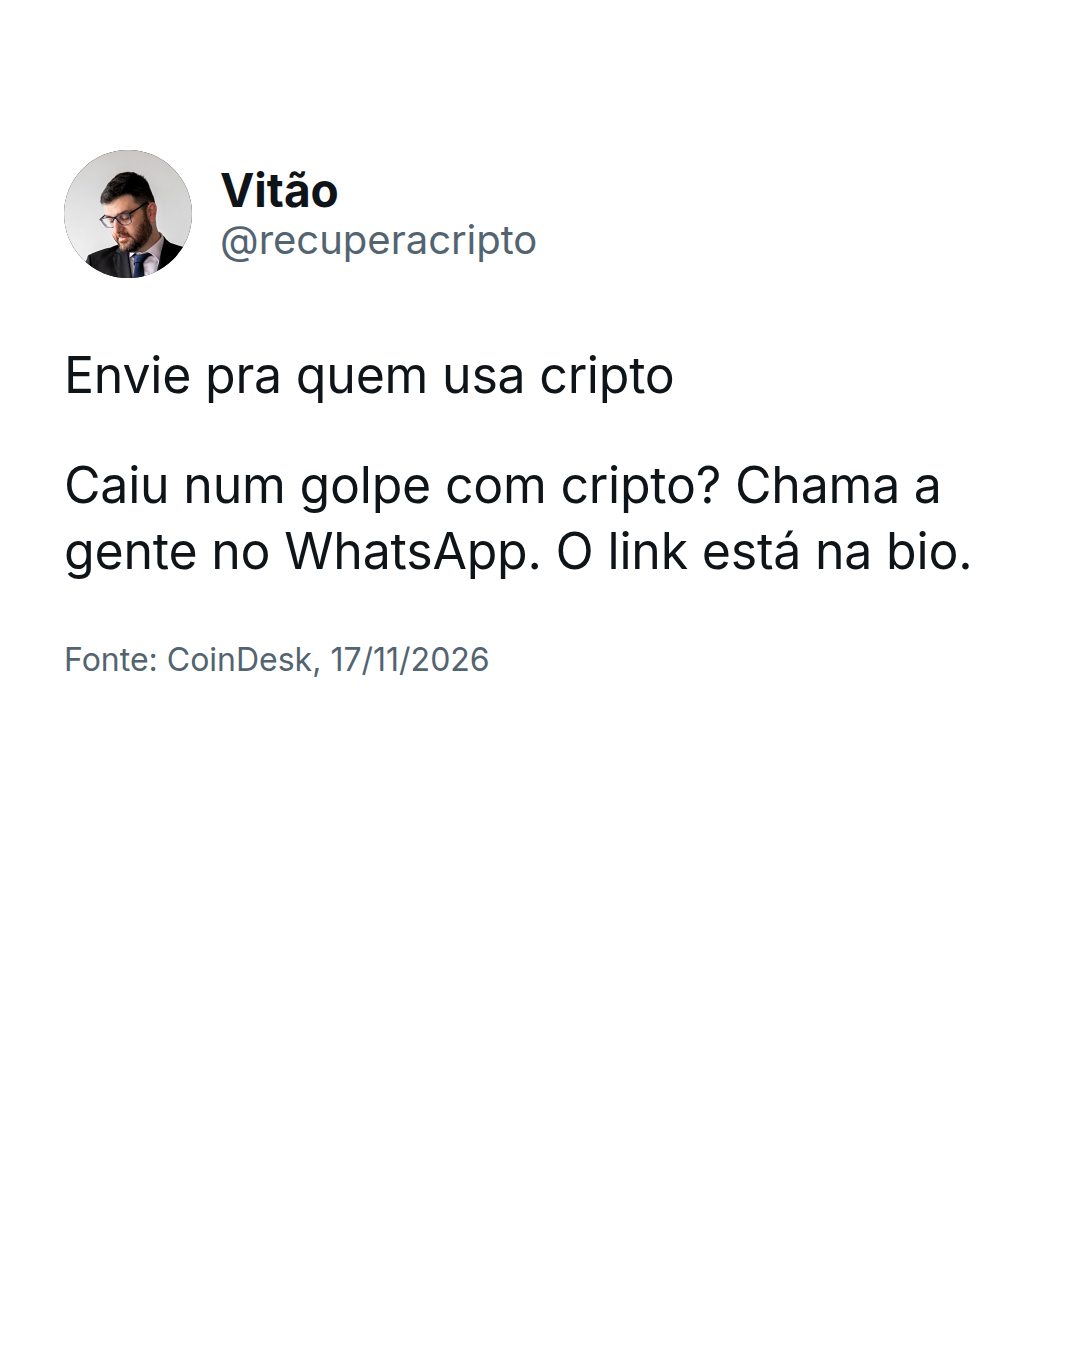 Vitão
@recuperacripto
Envie pra quem usa cripto
Caiu num golpe com cripto? Chama a
gente no WhatsApp. O link está na bio.
Fonte: CoinDesk, 17/11/2026